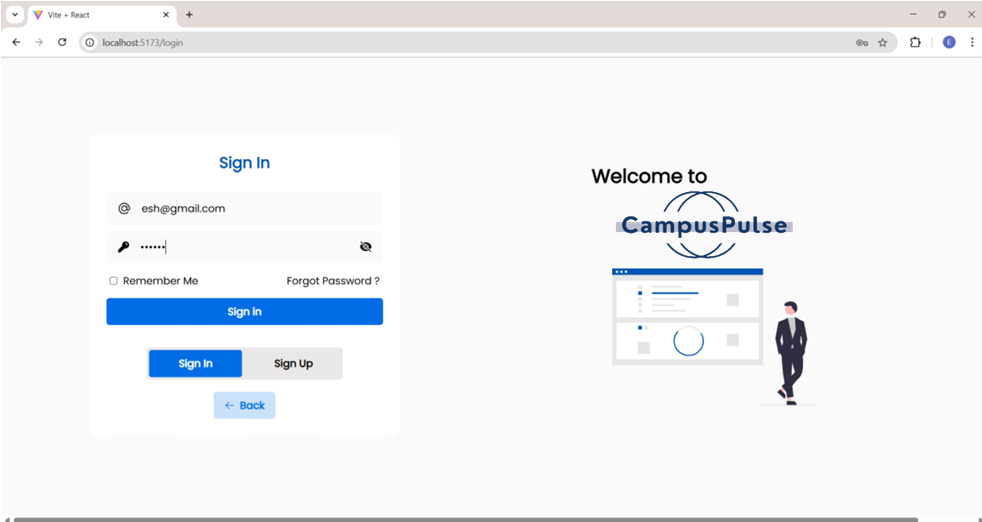 Vite + React
localhost:5173/login
E
Sign In
esh@gmail.com
Remember Me
Forgot Password ?
Sign in
Sign In
Sign Up
← Back
Welcome to
CampusPulse